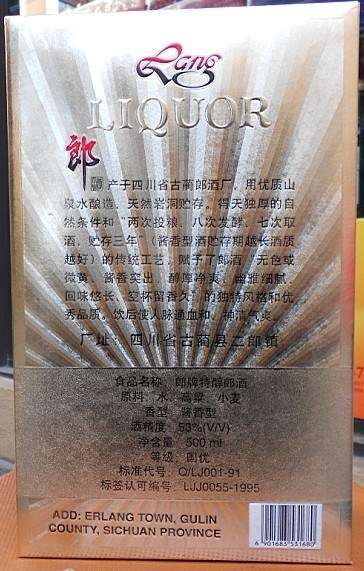 Lang
LIQUOR
郎酒产于四川省古蔺郎酒厂，用优质山
泉水酿造、天然岩洞贮存。得天独厚的自
然条件和“两次投粮、八次发酵、七次取
酒、贮存三年”（酱香型酒贮存期越长酒质
越好）的传统工艺，赋予了郎酒“无色或
微黄、酱香突出、醇厚净爽、幽雅细腻、
回味悠长、空杯留香久”的独特风格和优
秀品质。饮后使人脉通血和、神清气爽。
厂址：四川省古蔺县二郎镇
食品名称：郎牌特醇郎酒
原料：水、高粱、小麦
香型：酱香型
酒精度：53%(V/V)
净含量：500 ml
等级：国优
标准代号：Q/LJ001-91
标签认可编号：LJJ0055-1995
ADD: ERLANG TOWN, GULIN
COUNTY, SICHUAN PROVINCE
6 901685 531680